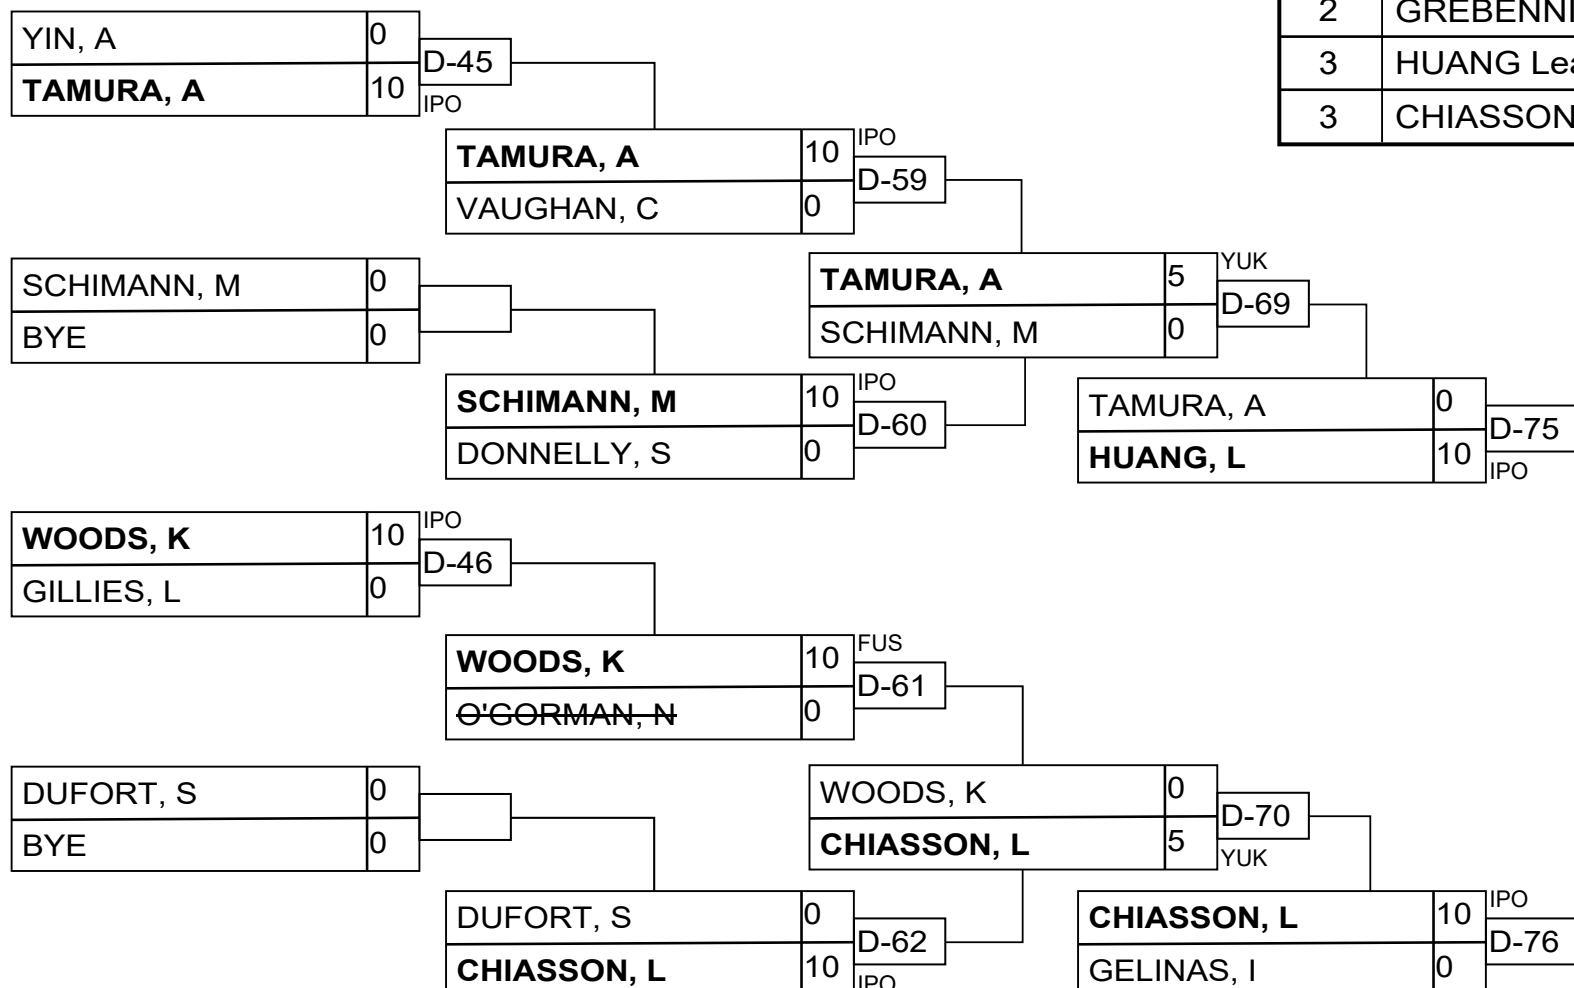 2 GREBENNI
YIN, A 0
D-45
TAMURA, A 10
IPO
3 HUANG Lea
3 CHIASSON
TAMURA, A 10 IPO
D-59
VAUGHAN, C 0
SCHIMANN, M 0
BYE 0
TAMURA, A 5 YUK
D-69
SCHIMANN, M 0
SCHIMANN, M 10 IPO
D-60
DONNELLY, S 0
TAMURA, A 0
D-75
HUANG, L 10
IPO
WOODS, K 10 IPO
D-46
GILLIES, L 0
WOODS, K 10 FUS
D-61
O'GORMAN, N 0
DUFORT, S 0
BYE 0
WOODS, K 0
D-70
CHIASSON, L 5
YUK
DUFORT, S 0
D-62
CHIASSON, L 10
IPO
CHIASSON, L 10 IPO
D-76
GELINAS, I 0